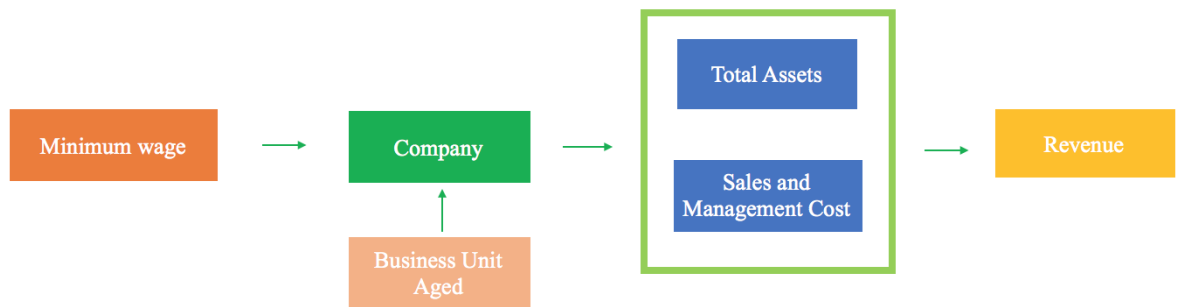 Minimum wage
Company
Business Unit
Aged
Total Assets
Sales and
Management Cost
Revenue